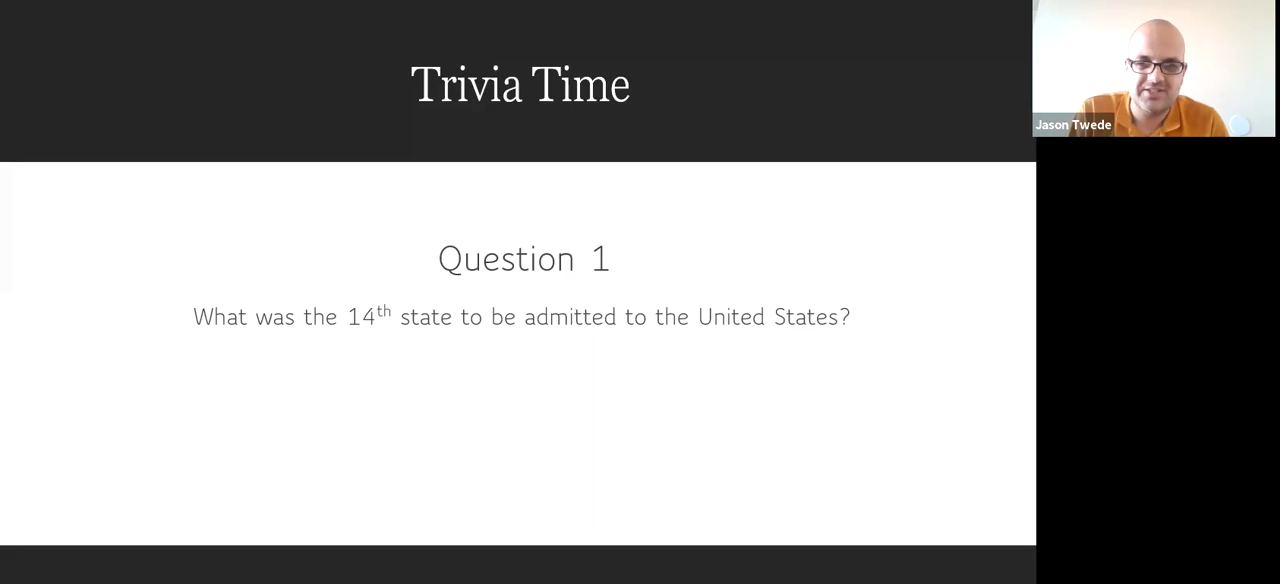 Trivia Time
Jason Twede
Question 1
What was the 14th state to be admitted to the United States?